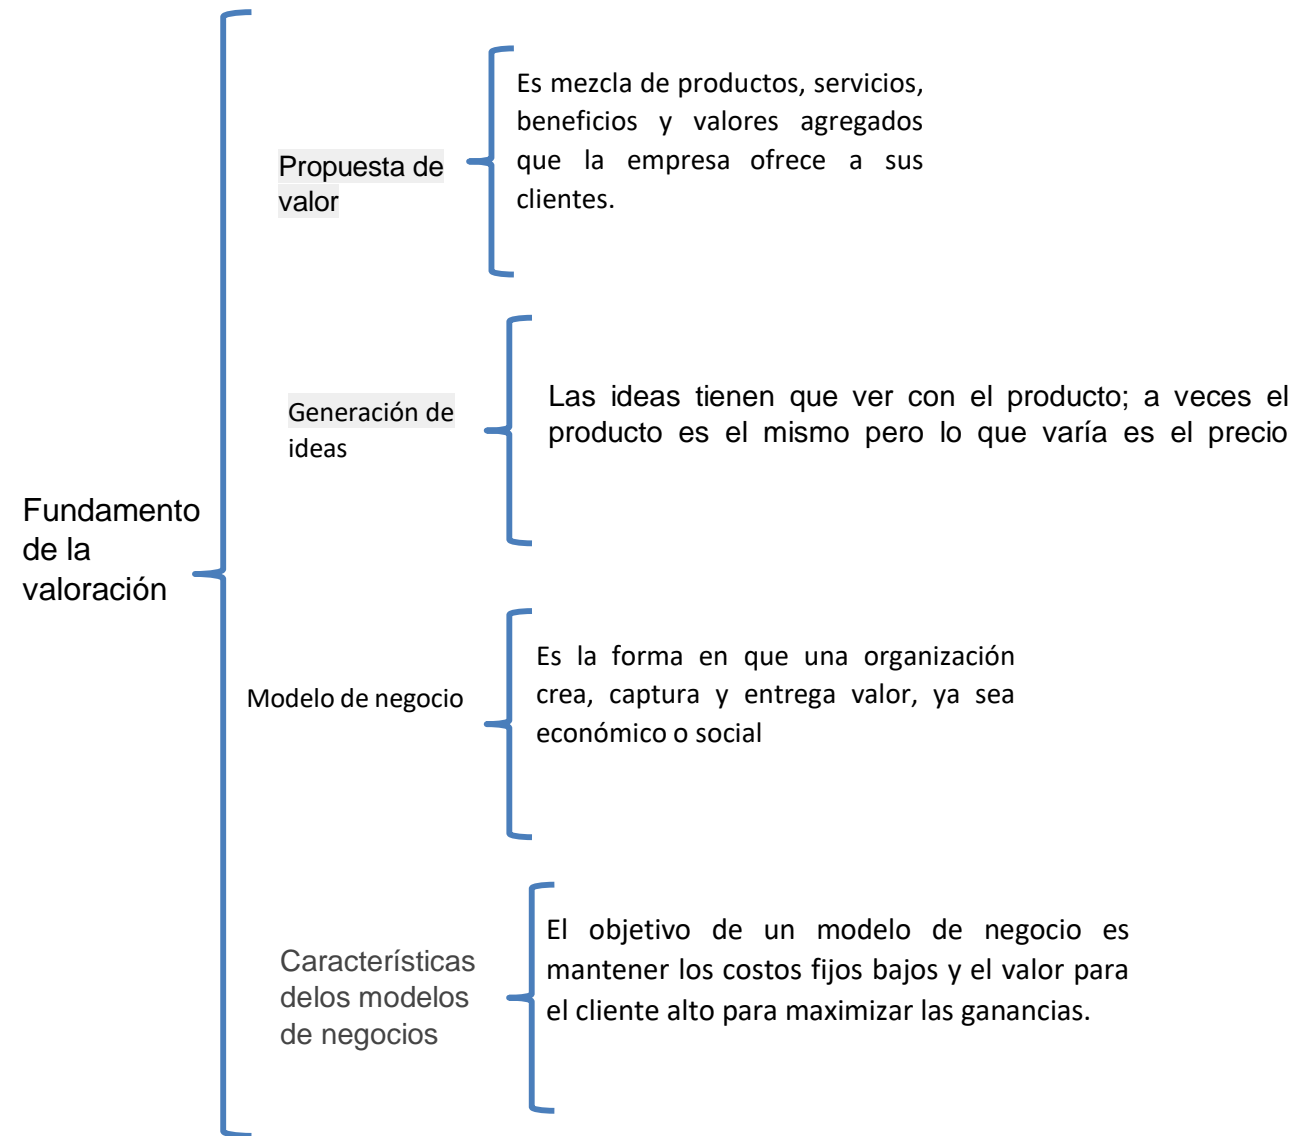 Fundamento
de la
valoración
Propuesta de
valor
Es mezcla de productos, servicios,
beneficios y valores agregados
que la empresa ofrece a sus
clientes.
Generación de
ideas
Las ideas tienen que ver con el producto; a veces el
producto es el mismo pero lo que varía es el precio
Modelo de negocio
Es la forma en que una organización
crea, captura y entrega valor, ya sea
económico o social
Características
delos modelos
de negocios
El objetivo de un modelo de negocio es
mantener los costos fijos bajos y el valor para
el cliente alto para maximizar las ganancias.